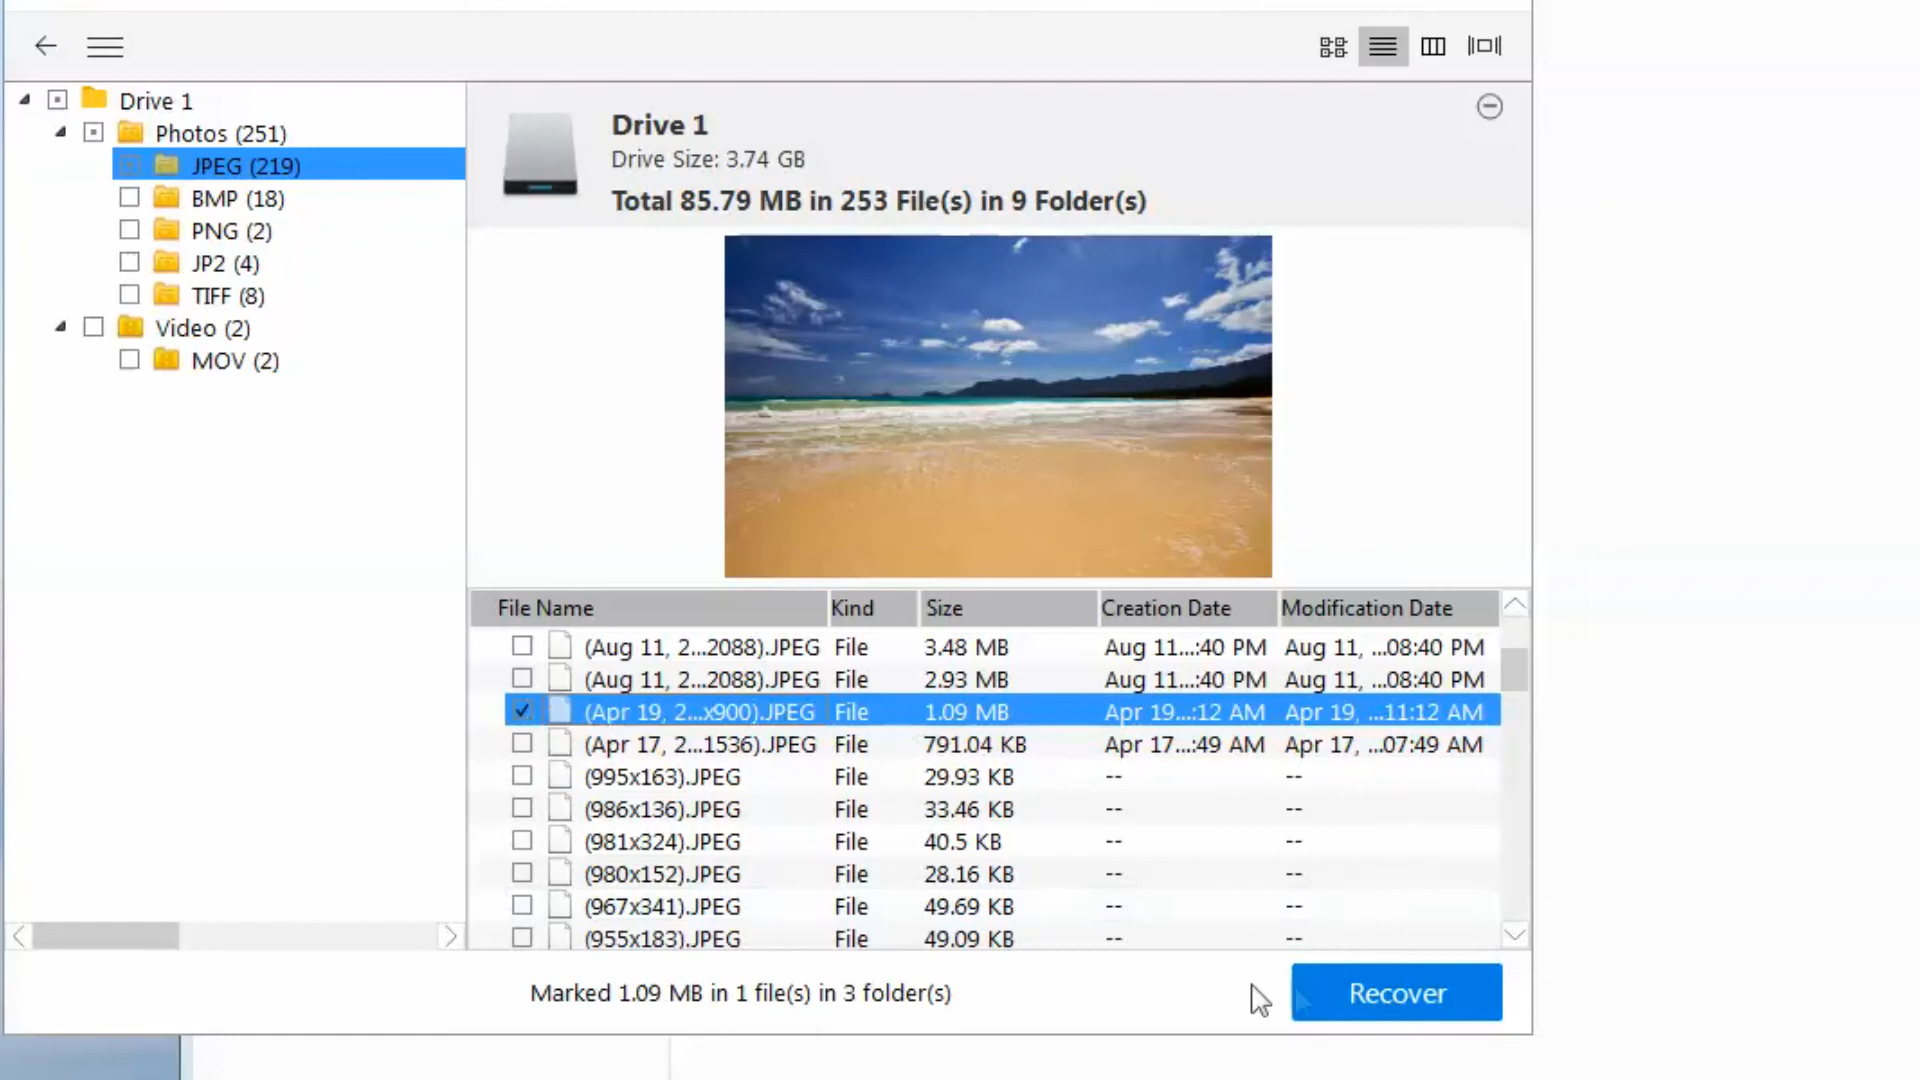 Drive 1
Photos (251)
JPEG (219)
BMP (18)
PNG (2)
JP2 (4)
TIFF (8)
Video (2)
MOV (2)
Drive 1
Drive Size: 3.74 GB
Total 85.79 MB in 253 File(s) in 9 Folder(s)
File Name Kind Size Creation Date Modification Date
(Aug 11, 2...2088).JPEG File 3.48 MB Aug 11...:40 PM Aug 11, ...08:40 PM
(Aug 11, 2...2088).JPEG File 2.93 MB Aug 11...:40 PM Aug 11, ...08:40 PM
(Apr 19, 2...x900).JPEG File 1.09 MB Apr 19...:12 AM Apr 19, ...11:12 AM
(Apr 17, 2...1536).JPEG File 791.04 KB Apr 17...:49 AM Apr 17, ...07:49 AM
(995x163).JPEG File 29.93 KB -- --
(986x136).JPEG File 33.46 KB -- --
(981x324).JPEG File 40.5 KB -- --
(980x152).JPEG File 28.16 KB -- --
(967x341).JPEG File 49.69 KB -- --
(955x183).JPEG File 49.09 KB -- --
Marked 1.09 MB in 1 file(s) in 3 folder(s)
Recover